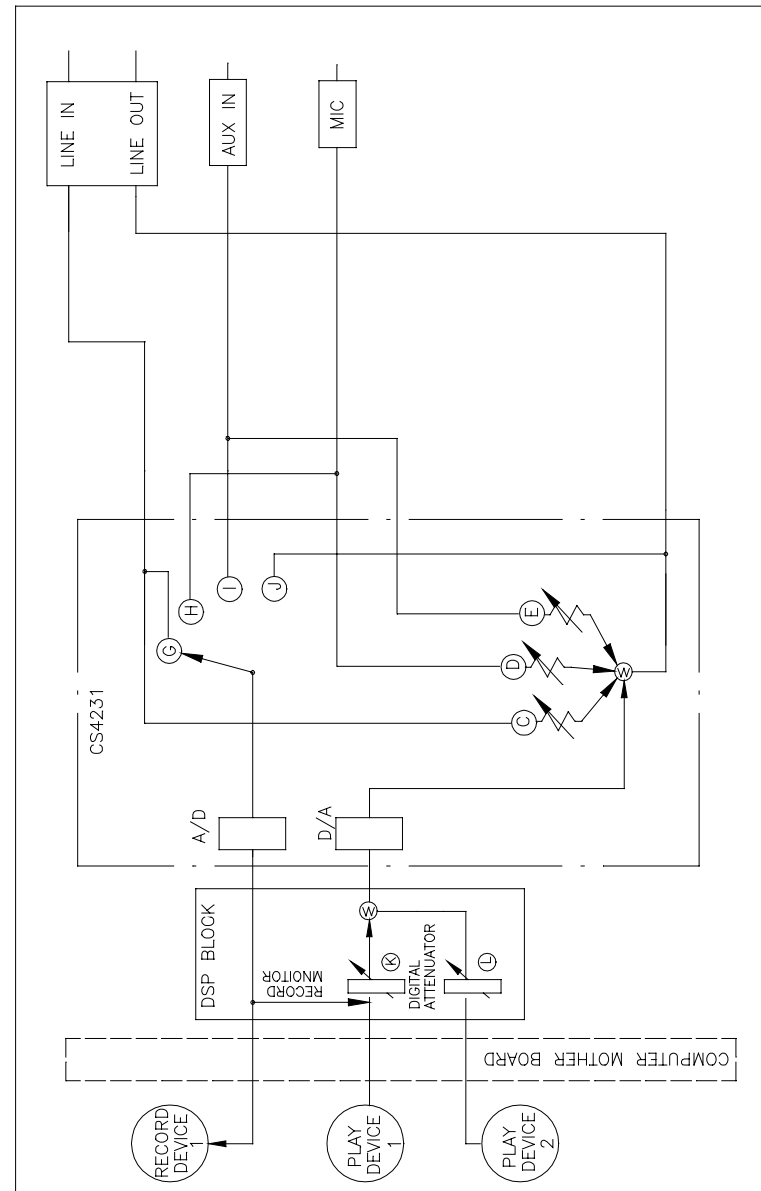 LINE IN
LINE OUT
AUX IN
MIC
CS4231
G
H
I
J
C
D
E
W
A/D
D/A
DSP BLOCK
RECORD
MNOITOR
W
K
DIGITAL
ATTENUATOR
L
COMPUTER MOTHER BOARD
RECORD
DEVICE
1
PLAY
DEVICE
1
PLAY
DEVICE
2